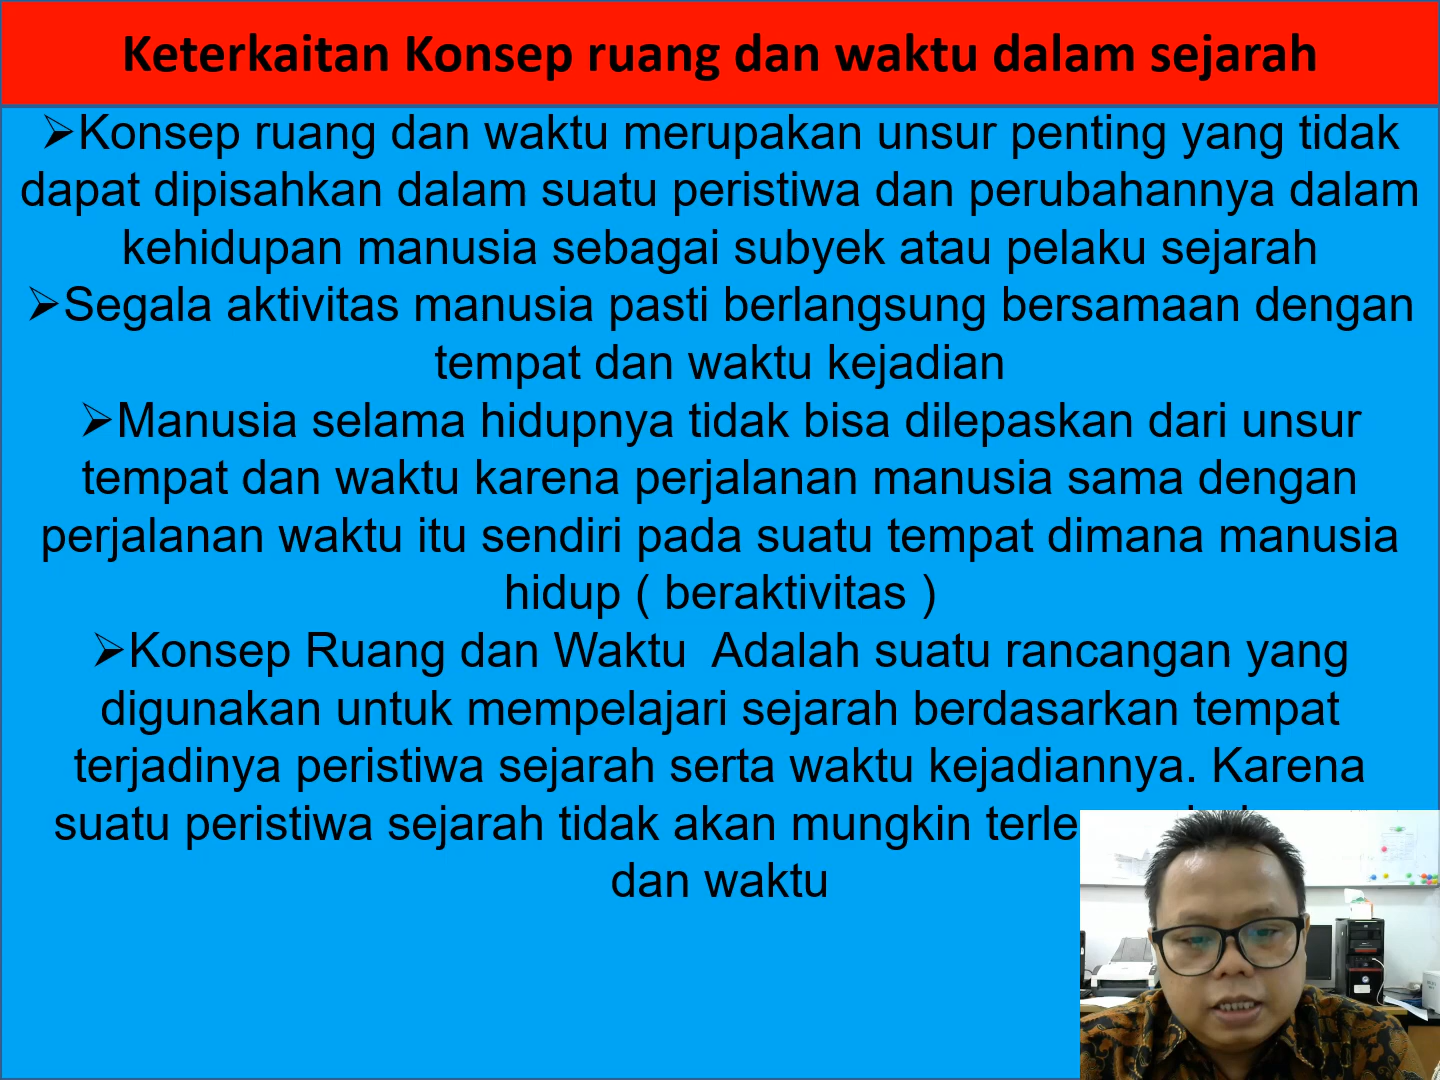 Keterkaitan Konsep ruang dan waktu dalam sejarah
➢Konsep ruang dan waktu merupakan unsur penting yang tidak
dapat dipisahkan dalam suatu peristiwa dan perubahannya dalam
kehidupan manusia sebagai subyek atau pelaku sejarah
➢Segala aktivitas manusia pasti berlangsung bersamaan dengan
tempat dan waktu kejadian
➢Manusia selama hidupnya tidak bisa dilepaskan dari unsur
tempat dan waktu karena perjalanan manusia sama dengan
perjalanan waktu itu sendiri pada suatu tempat dimana manusia
hidup ( beraktivitas )
➢Konsep Ruang dan Waktu  Adalah suatu rancangan yang
digunakan untuk mempelajari sejarah berdasarkan tempat
terjadinya peristiwa sejarah serta waktu kejadiannya. Karena
suatu peristiwa sejarah tidak akan mungkin
dan waktu